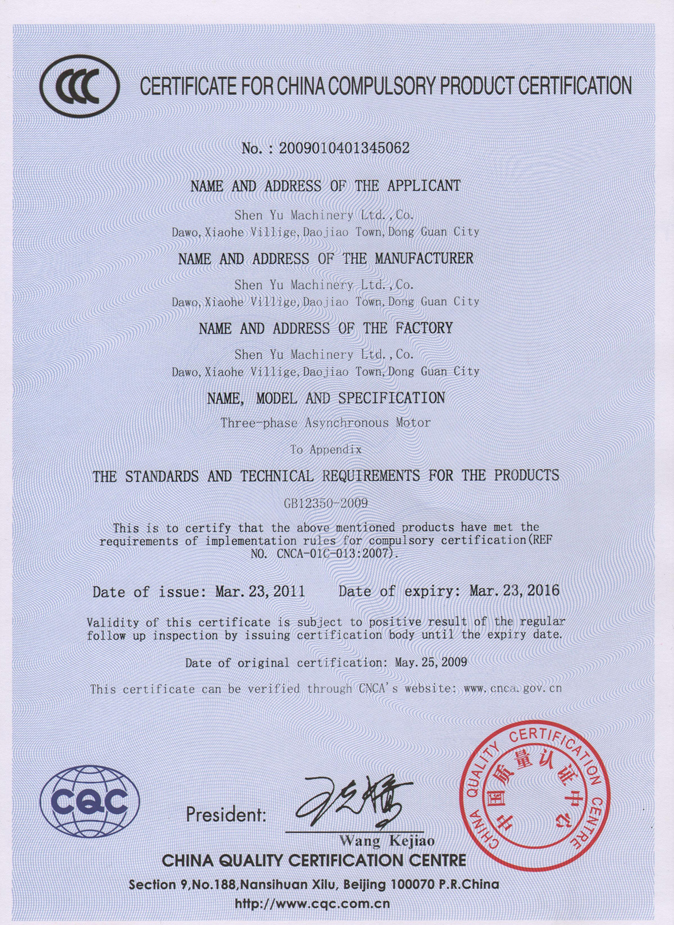 CERTIFICATE FOR CHINA COMPULSORY PRODUCT CERTIFICATION
No. : 2009010401345062
NAME AND ADDRESS OF THE APPLICANT
Shen Yu Machinery Ltd.,Co.
Dawo,Xiaohe Villige,Daojiao Town,Dong Guan City
NAME AND ADDRESS OF THE MANUFACTURER
Shen Yu Machinery Ltd.,Co.
Dawo,Xiaohe Villige,Daojiao Town,Dong Guan City
NAME AND ADDRESS OF THE FACTORY
Shen Yu Machinery Ltd.,Co.
Dawo,Xiaohe Villige,Daojiao Town,Dong Guan City
NAME, MODEL AND SPECIFICATION
Three-phase Asynchronous Motor
To Appendix
THE STANDARDS AND TECHNICAL REQUIREMENTS FOR THE PRODUCTS
GB12350-2009
This is to certify that the above mentioned products have met the
requirements of implementation rules for compulsory certification(REF
NO. CNCA-01C-013:2007).
Date of issue: Mar.23,2011 Date of expiry: Mar.23,2016
Validity of this certificate is subject to positive result of the regular
follow up inspection by issuing certification body until the expiry date.
Date of original certification: May.25,2009
This certificate can be verified through CNCA's website: www.cnca.gov.cn
CHINA QUALITY CERTIFICATION CENTRE
中国质量认证中心
CQC
President:
Wang Kejiao
CHINA QUALITY CERTIFICATION CENTRE
Section 9,No.188,Nansihuan Xilu, Beijing 100070 P.R.China
http://www.cqc.com.cn